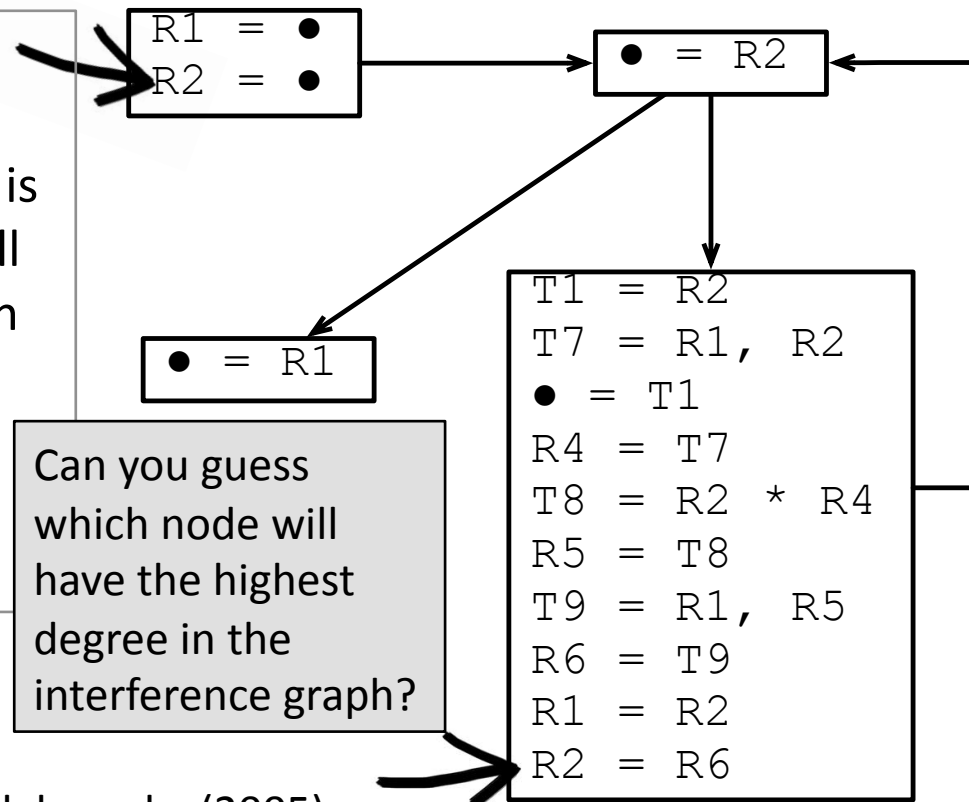 R1 = ●
R2 = ●
● = R2
is
● = R1
T1 = R2
T7 = R1, R2
● = T1
R4 = T7
T8 = R2 * R4
R5 = T8
T9 = R1, R5
R6 = T9
R1 = R2
R2 = R6
Can you guess
which node will
have the highest
degree in the
interference graph?
(2005)